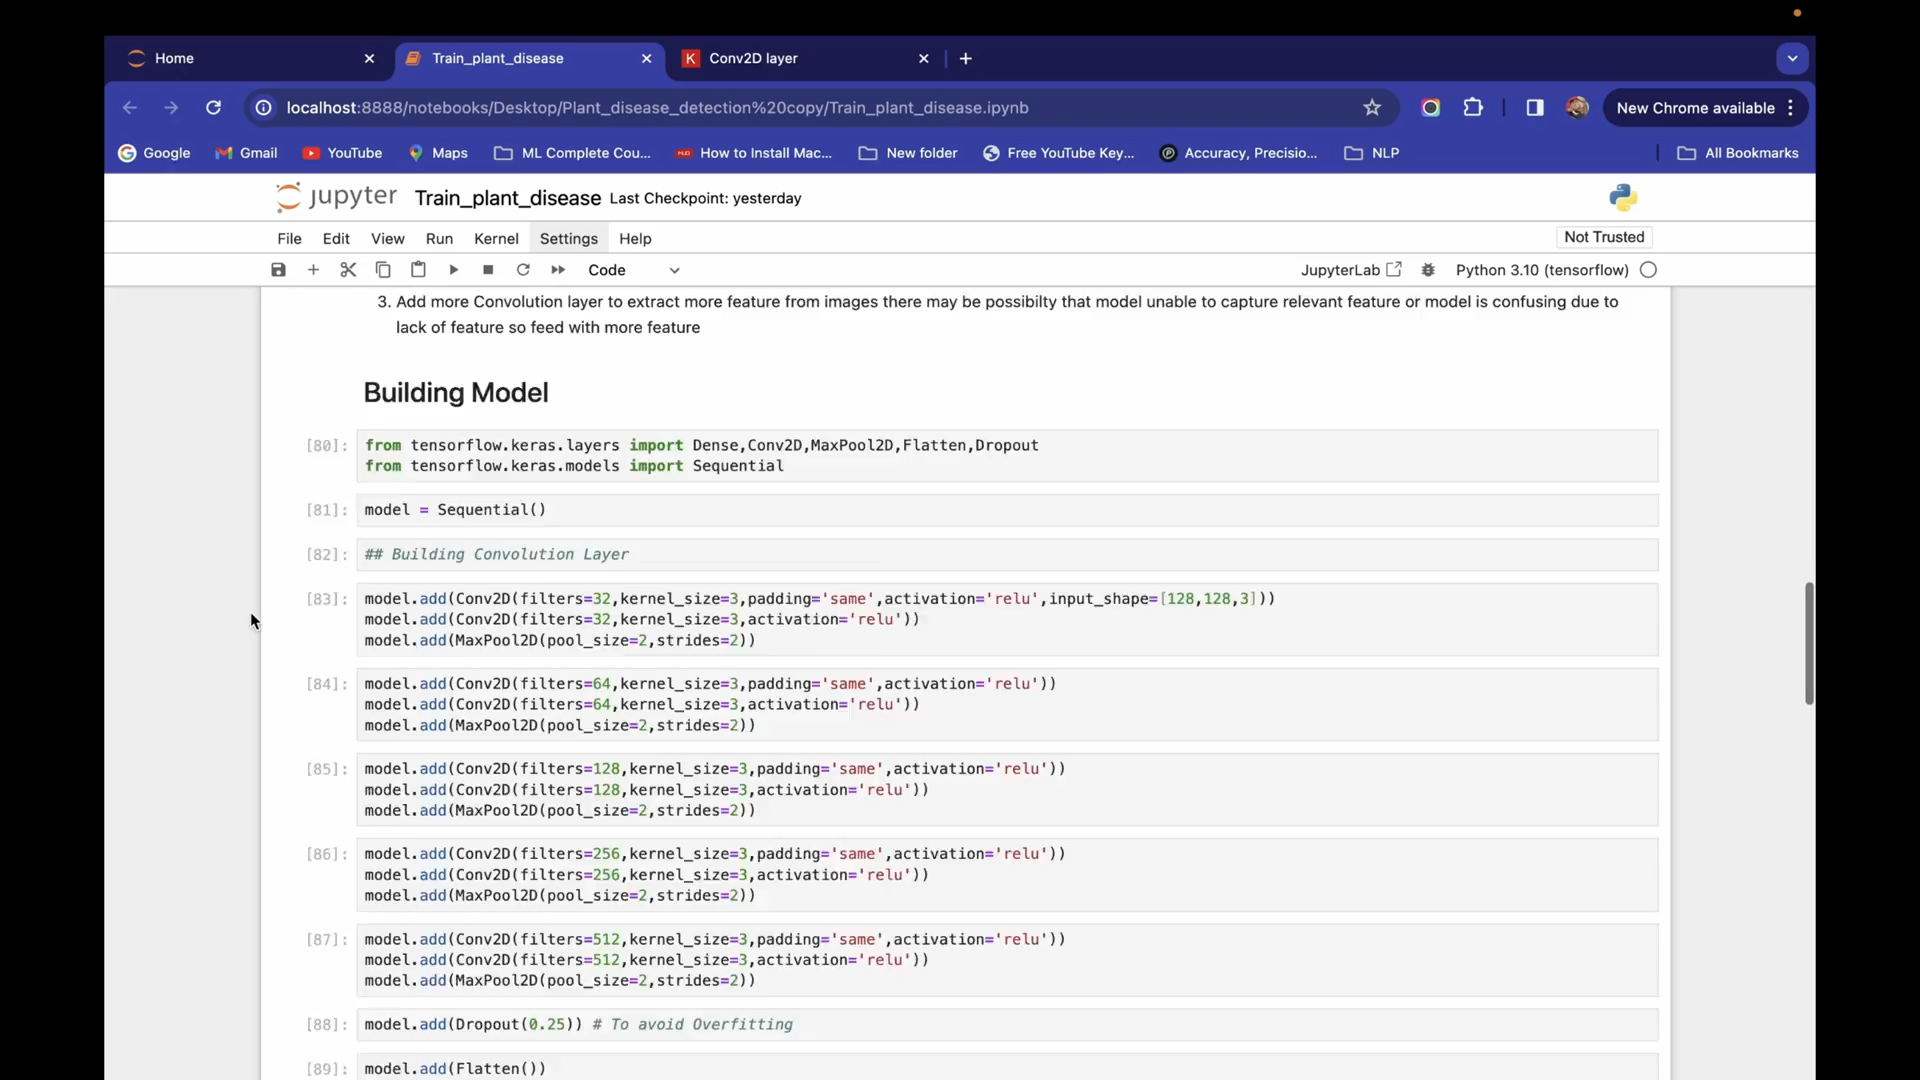 Home
Train_plant_disease
Conv2D layer
localhost:8888/notebooks/Desktop/Plant_disease_detection%20copy/Train_plant_disease.ipynb
New Chrome available
Google
Gmail
YouTube
Maps
ML Complete Cou...
How to Install Mac...
New folder
Free YouTube Key...
Accuracy, Precisio...
NLP
All Bookmarks
jupyter Train_plant_disease Last Checkpoint: yesterday
File Edit View Run Kernel Settings Help
Not Trusted
Code
JupyterLab
Python 3.10 (tensorflow)
3. Add more Convolution layer to extract more feature from images there may be possibilty that model unable to capture relevant feature or model is confusing due to
lack of feature so feed with more feature
Building Model
[80]: from tensorflow.keras.layers import Dense,Conv2D,MaxPool2D,Flatten,Dropout
from tensorflow.keras.models import Sequential
[81]: model = Sequential()
[82]: ## Building Convolution Layer
[83]: model.add(Conv2D(filters=32,kernel_size=3,padding='same',activation='relu',input_shape=[128,128,3]))
model.add(Conv2D(filters=32,kernel_size=3,activation='relu'))
model.add(MaxPool2D(pool_size=2,strides=2))
[84]: model.add(Conv2D(filters=64,kernel_size=3,padding='same',activation='relu'))
model.add(Conv2D(filters=64,kernel_size=3,activation='relu'))
model.add(MaxPool2D(pool_size=2,strides=2))
[85]: model.add(Conv2D(filters=128,kernel_size=3,padding='same',activation='relu'))
model.add(Conv2D(filters=128,kernel_size=3,activation='relu'))
model.add(MaxPool2D(pool_size=2,strides=2))
[86]: model.add(Conv2D(filters=256,kernel_size=3,padding='same',activation='relu'))
model.add(Conv2D(filters=256,kernel_size=3,activation='relu'))
model.add(MaxPool2D(pool_size=2,strides=2))
[87]: model.add(Conv2D(filters=512,kernel_size=3,padding='same',activation='relu'))
model.add(Conv2D(filters=512,kernel_size=3,activation='relu'))
model.add(MaxPool2D(pool_size=2,strides=2))
[88]: model.add(Dropout(0.25)) # To avoid Overfitting
[89]: model.add(Flatten())